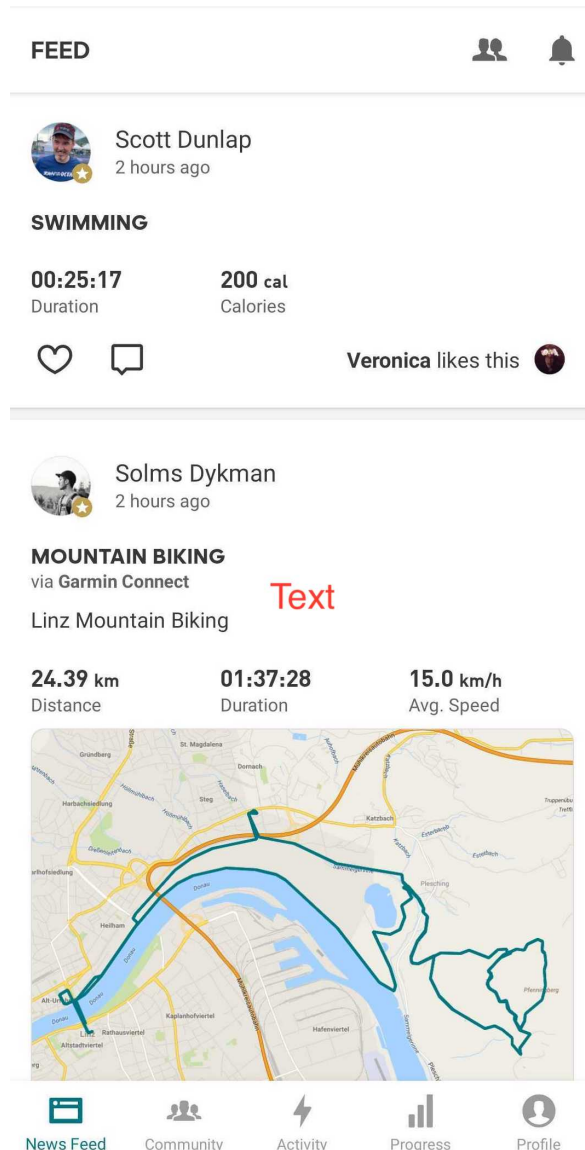 FEED
Scott Dunlap
2 hours ago
SWIMMING
00:25:17 200 cal
Duration Calories
Veronica likes this
Solms Dykman
2 hours ago
MOUNTAIN BIKING
via Garmin Connect
Text
Linz Mountain Biking
24.39 km 01:37:28 15.0 km/h
Distance Duration Avg. Speed
St. Magdalena
Gründberg
Dornach
Harbachsiedlung
Steg
Katzbach
Plesching
Heilham
Donau
Pfenningberg
Kaplanhofviertel
Linz
Rathausviertel
Hafenviertel
Altstadtviertel
News Feed Community Activity Progress Profile